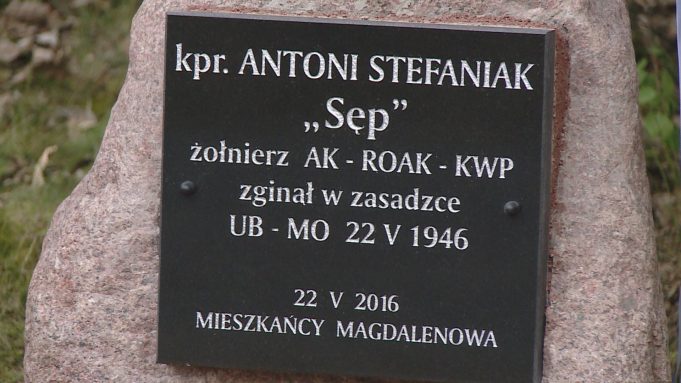 kpr. ANTONI STEFANIAK
„Sęp”
żołnierz AK - ROAK - KWP
zginał w zasadzce
UB - MO 22 V 1946
22 V 2016
MIESZKAŃCY MAGDALENOWA